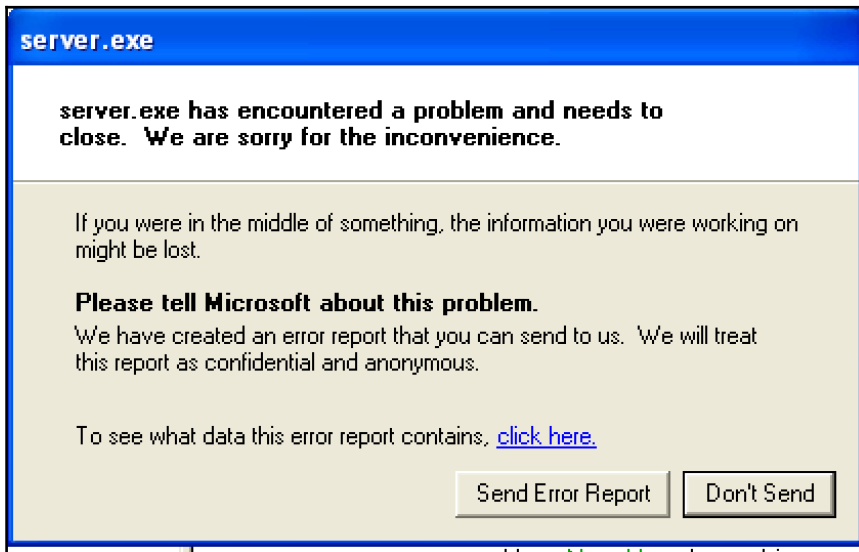 server.exe
server.exe has encountered a problem and needs to
close.  We are sorry for the inconvenience.
If you were in the middle of something, the information you were working on
might be lost.
Please tell Microsoft about this problem.
We have created an error report that you can send to us.  We will treat
this report as confidential and anonymous.
To see what data this error report contains, click here.
Send Error Report
Don't Send